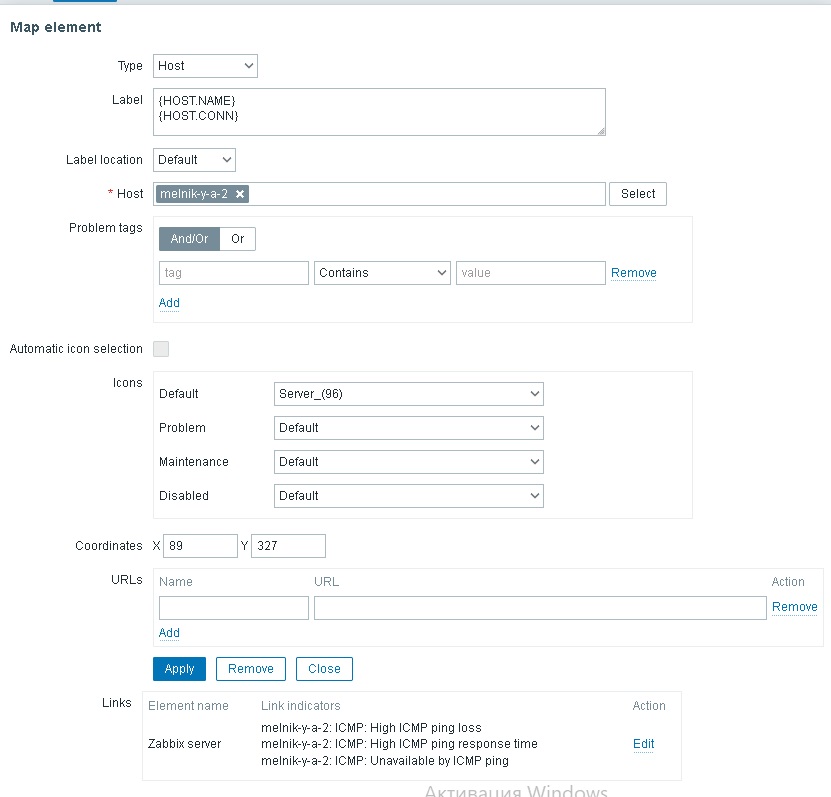 Map element
Type Host
Label {HOST.NAME}
{HOST.CONN}
Label location Default
* Host melnik-y-a-2 × Select
Problem tags
And/Or Or
tag Contains value Remove
Add
Automatic icon selection
Icons
Default Server_(96)
Problem Default
Maintenance Default
Disabled Default
Coordinates X 89 Y 327
URLs Name URL Action
Remove
Add
Apply Remove Close
Links Element name Link indicators Action
melnik-y-a-2: ICMP: High ICMP ping loss
Zabbix server melnik-y-a-2: ICMP: High ICMP ping response time Edit
melnik-y-a-2: ICMP: Unavailable by ICMP ping
Активация Windows